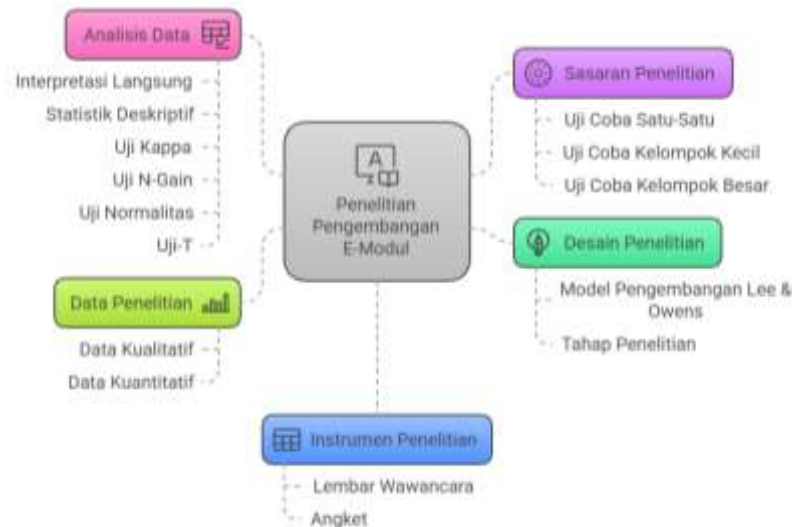 Analisis Data
Interpretasi Langsung
Statistik Deskriptif
Uji Kappa
Uji N-Gain
Uji Normalitas
Uji-T
Data Penelitian
Data Kualitatif
Data Kuantitatif
A
Penelitian
Pengembangan
E-Modul
Sasaran Penelitian
Uji Coba Satu-Satu
Uji Coba Kelompok Kecil
Uji Coba Kelompok Besar
Desain Penelitian
Model Pengembangan Lee &
Owens
Tahap Penelitian
Instrumen Penelitian
Lembar Wawancara
Angket